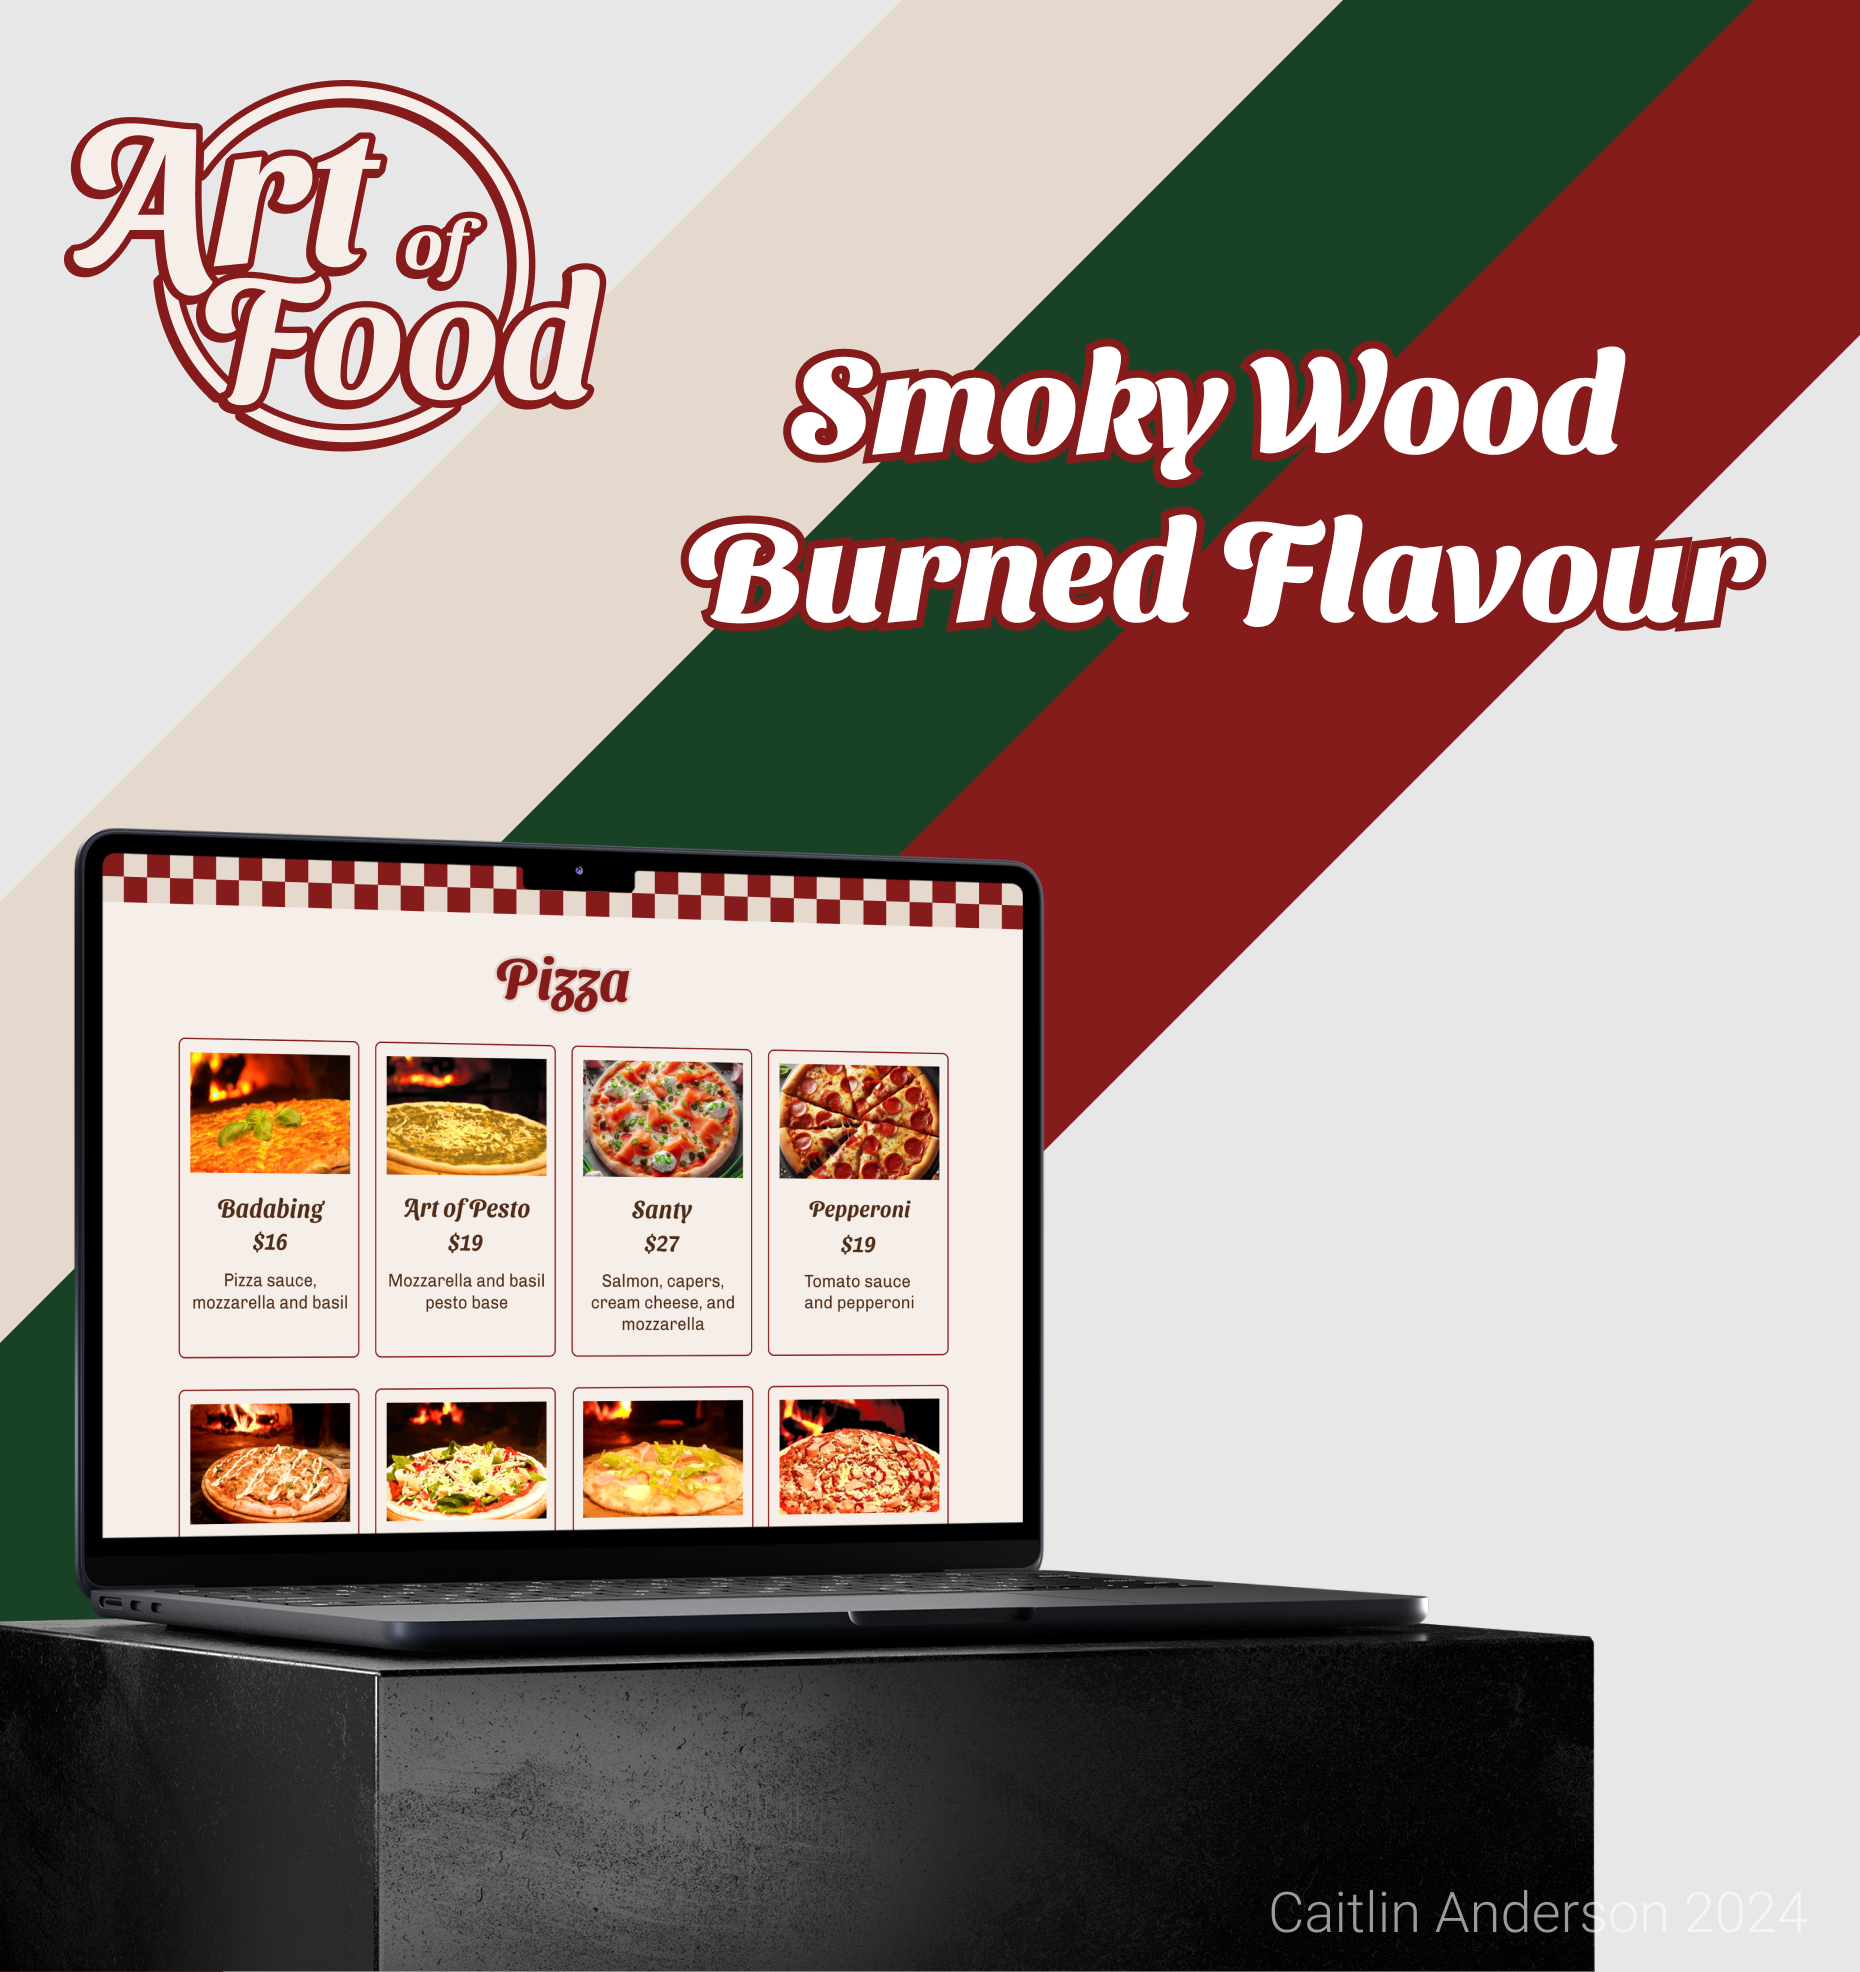 Art of
Food
Smoky Wood
Burned Flavour
Pizza
Badabing
$16
Pizza sauce,
mozzarella and basil
Art of Pesto
$19
Mozzarella and basil
pesto base
Santy
$27
Salmon, capers,
cream cheese, and
mozzarella
Pepperoni
$19
Tomato sauce
and pepperoni
Caitlin Anderson 2024